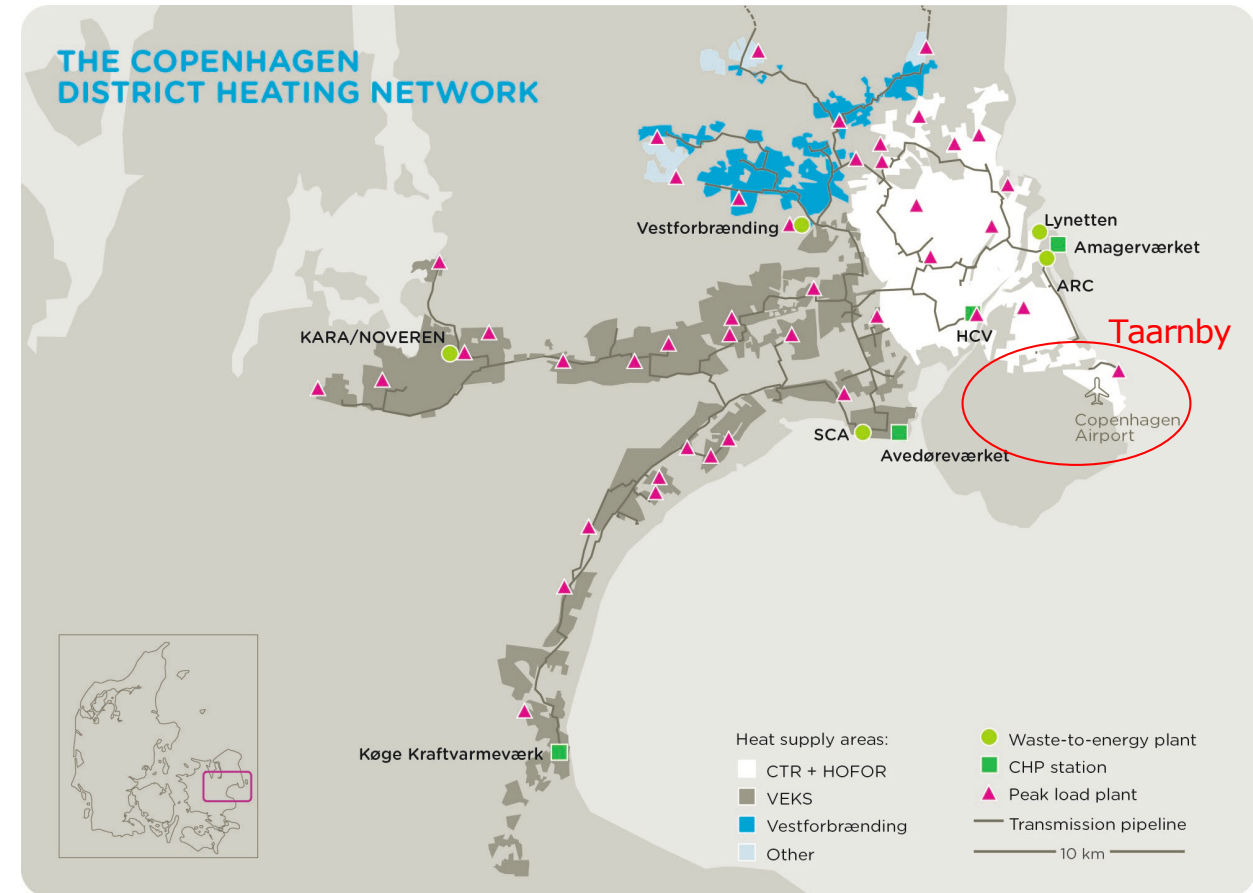 THE COPENHAGEN
DISTRICT HEATING NETWORK
Vestforbrænding
Lynetten
Amagerværket
ARC
KARA/NOVEREN
HCV
Taarnby
Copenhagen
Airport
SCA
Avedøreværket
Køge Kraftvarmeværk
Heat supply areas:
CTR + HOFOR
VEKS
Vestforbrænding
Other
Waste-to-energy plant
CHP station
Peak load plant
Transmission pipeline
10 km